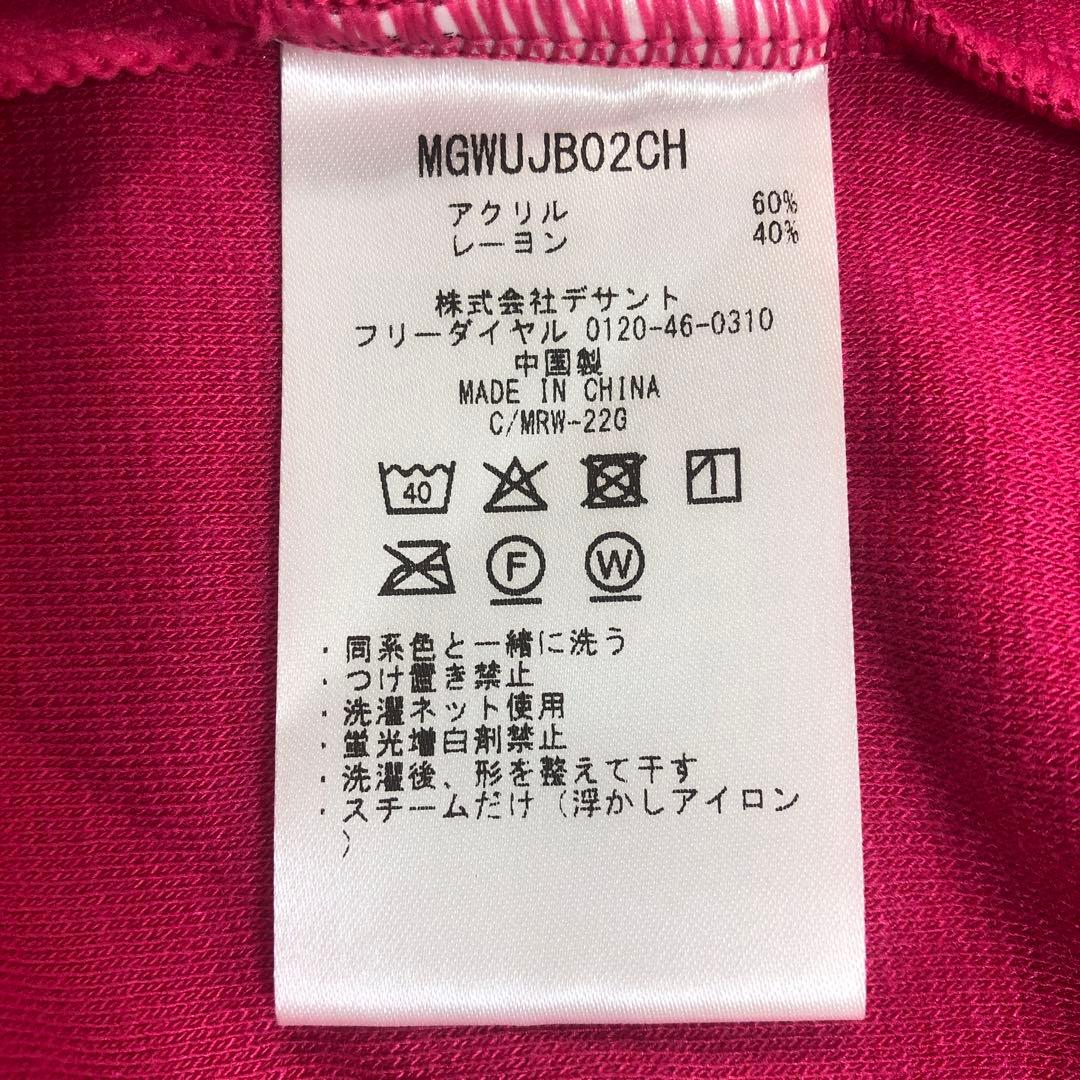 MGWUJB02CH
アクリル 60%
レーヨン 40%
株式会社デサント
フリーダイヤル 0120-46-0310
中国製
MADE IN CHINA
C/MRW-22G
40
F
W
・同系色と一緒に洗う
・つけ置き禁止
・洗濯ネット使用
・蛍光増白剤禁止
・洗濯後、形を整えて干す
・スチームだけ（浮かしアイロン
）